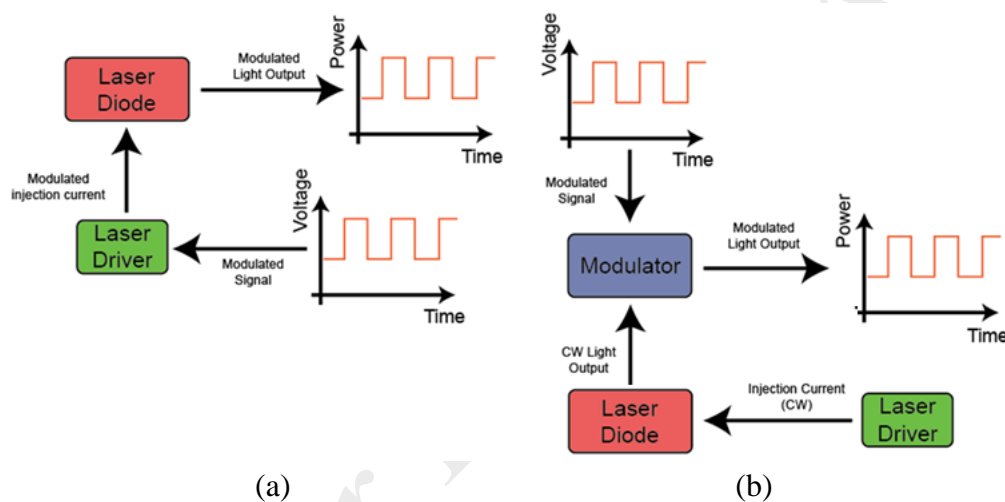 Laser
Diode
Modulated
Light Output
Power
Time
Modulated
injection current
Laser
Driver
Modulated
Signal
Voltage
Time
(a)
Voltage
Time
Modulated
Signal
Modulator
Modulated
Light Output
Power
Time
CW Light
Output
Laser
Diode
Injection Current
(CW)
Laser
Driver
(b)